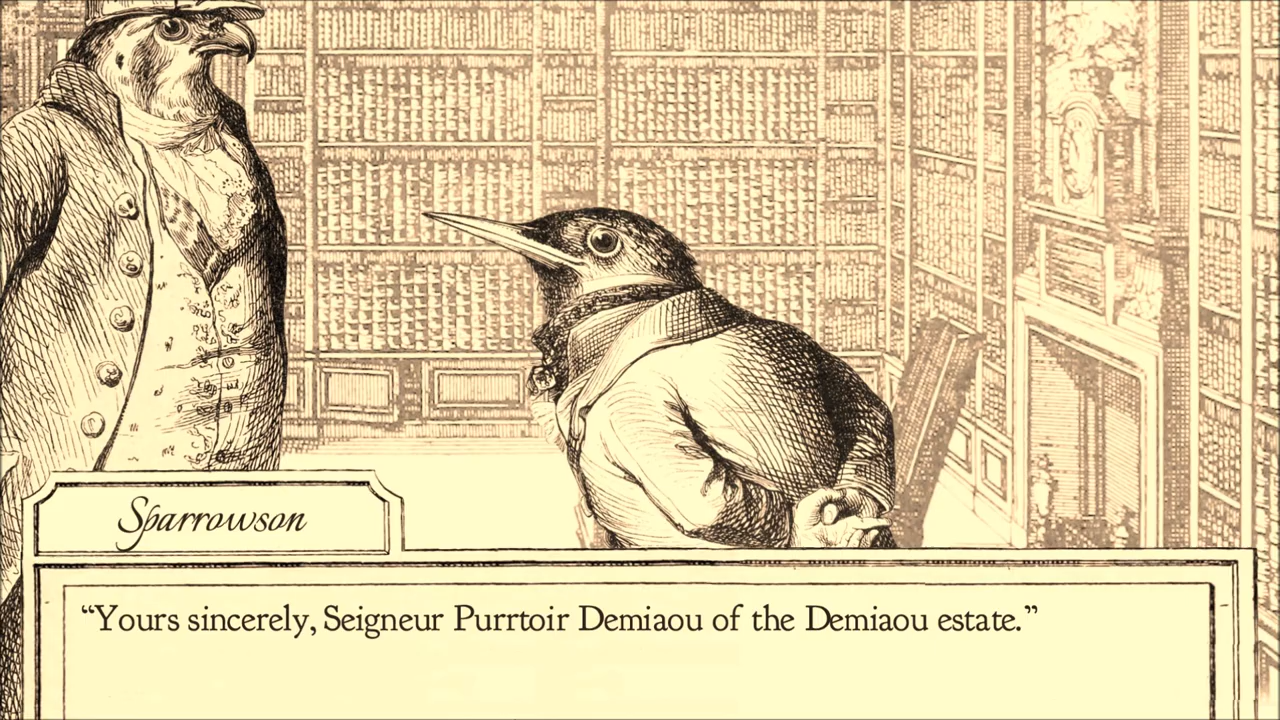 Sparrowson
“Yours sincerely, Seigneur Purrtoir Demiaou of the Demiaou estate.”